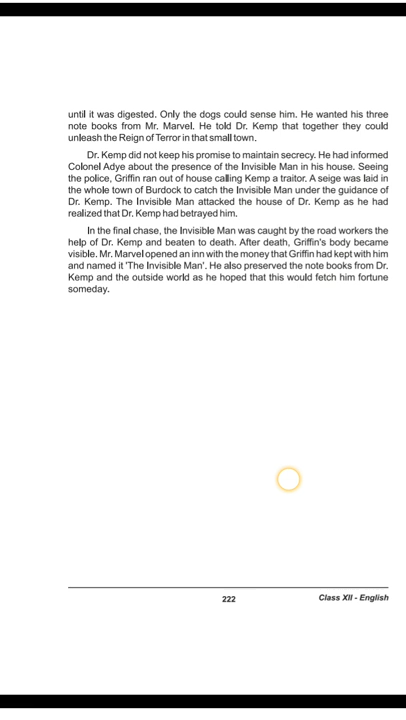 until it was digested. Only the dogs could sense him. He wanted his three
note books from Mr. Marvel. He told Dr. Kemp that together they could
unleash the Reign of Terror in that small town.
Dr. Kemp did not keep his promise to maintain secrecy. He had informed
Colonel Adye about the presence of the Invisible Man in his house. Seeing
the police, Griffin ran out of house calling Kemp a traitor. A seige was laid in
the whole town of Burdock to catch the Invisible Man under the guidance of
Dr. Kemp. The Invisible Man attacked the house of Dr. Kemp as he had
realized that Dr. Kemp had betrayed him.
In the final chase, the Invisible Man was caught by the road workers the
help of Dr. Kemp and beaten to death. After death, Griffin's body became
visible. Mr. Marvel opened an inn with the money that Griffin had kept with him
and named it 'The Invisible Man'. He also preserved the note books from Dr.
Kemp and the outside world as he hoped that this would fetch him fortune
someday.
222
Class XII - English